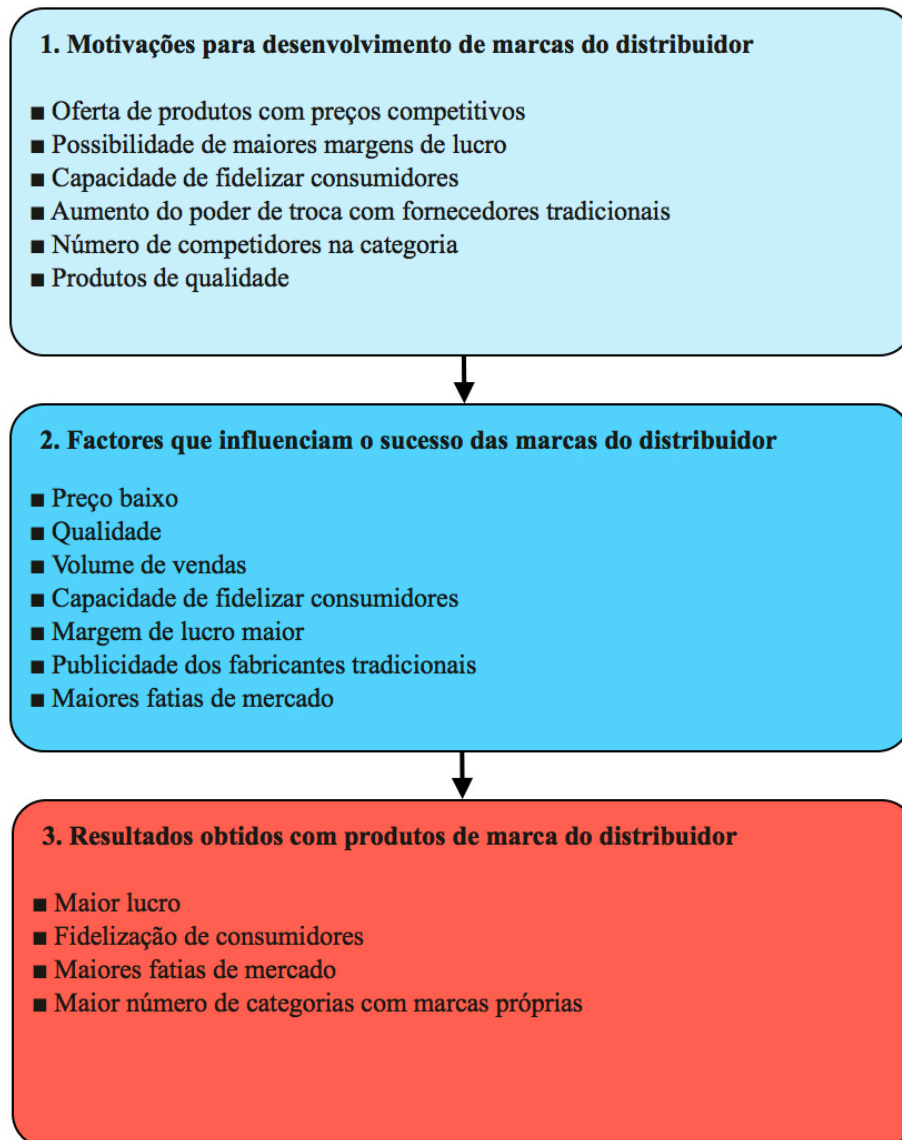 1. Motivações para desenvolvimento de marcas do distribuidor
■ Oferta de produtos com preços competitivos
■ Possibilidade de maiores margens de lucro
■ Capacidade de fidelizar consumidores
■ Aumento do poder de troca com fornecedores tradicionais
■ Número de competidores na categoria
■ Produtos de qualidade
2. Factores que influenciam o sucesso das marcas do distribuidor
■ Preço baixo
■ Qualidade
■ Volume de vendas
■ Capacidade de fidelizar consumidores
■ Margem de lucro maior
■ Publicidade dos fabricantes tradicionais
■ Maiores fatias de mercado
3. Resultados obtidos com produtos de marca do distribuidor
■ Maior lucro
■ Fidelização de consumidores
■ Maiores fatias de mercado
■ Maior número de categorias com marcas próprias